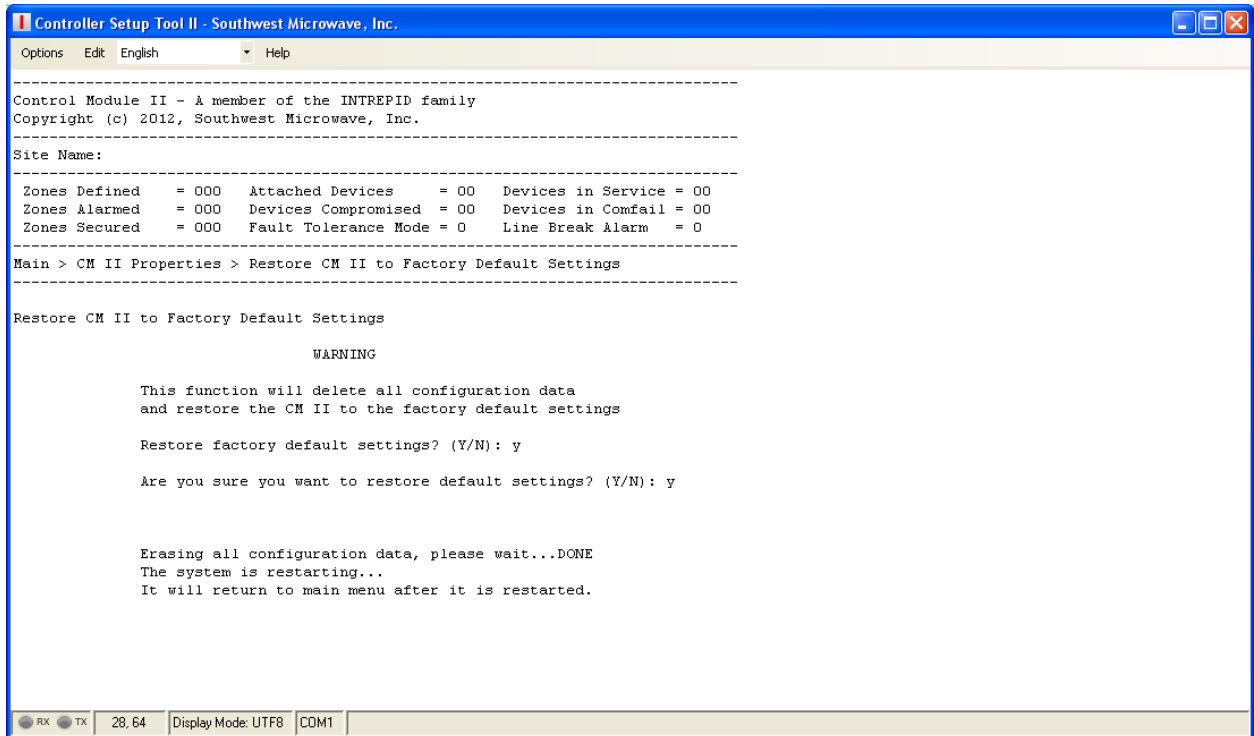 Controller Setup Tool II - Southwest Microwave, Inc.
Options Edit English Help
--------------------------------------------------------------------------------
Control Module II - A member of the INTREPID family
Copyright (c) 2012, Southwest Microwave, Inc.
--------------------------------------------------------------------------------
Site Name:
--------------------------------------------------------------------------------
Zones Defined = 000 Attached Devices = 00 Devices in Service = 00
Zones Alarmed = 000 Devices Compromised = 00 Devices in Comfail = 00
Zones Secured = 000 Fault Tolerance Mode = 0 Line Break Alarm = 0
--------------------------------------------------------------------------------
Main > CM II Properties > Restore CM II to Factory Default Settings
--------------------------------------------------------------------------------
Restore CM II to Factory Default Settings
WARNING
This function will delete all configuration data
and restore the CM II to the factory default settings
Restore factory default settings? (Y/N): y
Are you sure you want to restore default settings? (Y/N): y
Erasing all configuration data, please wait...DONE
The system is restarting...
It will return to main menu after it is restarted.
RX TX 28, 64 Display Mode: UTF8 COM1